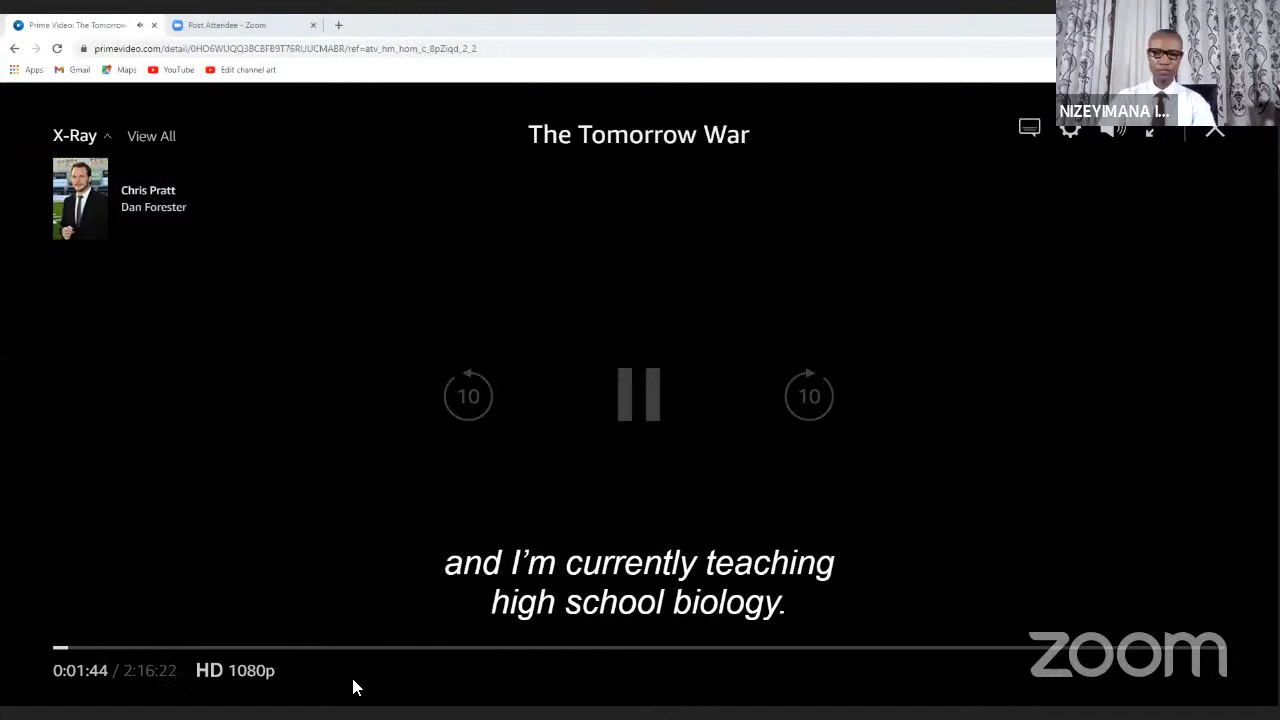 Prime Video: The Tomorrow
Post Attendee - Zoom
primevideo.com/detail/0HO6WUQQ3BCBFB9T76RUUCMABR/ref=atv_hm_hom_c_8pZiqd_2_2
Apps
Gmail
Maps
YouTube
Edit channel art
NIZEYIMANA I...
X-Ray
View All
The Tomorrow War
Chris Pratt
Dan Forester
10
10
and I'm currently teaching
high school biology.
0:01:44 / 2:16:22
HD 1080p
zoom